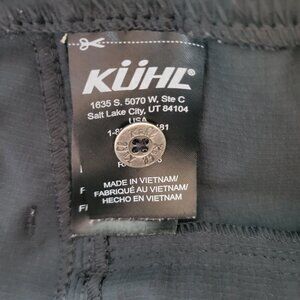 KÜHL
1635 S. 5070 W, Ste C
Salt Lake City, UT 84104
USA
MADE IN VIETNAM/
FABRIQUÉ AU VIETNAM/
HECHO EN VIETNAM